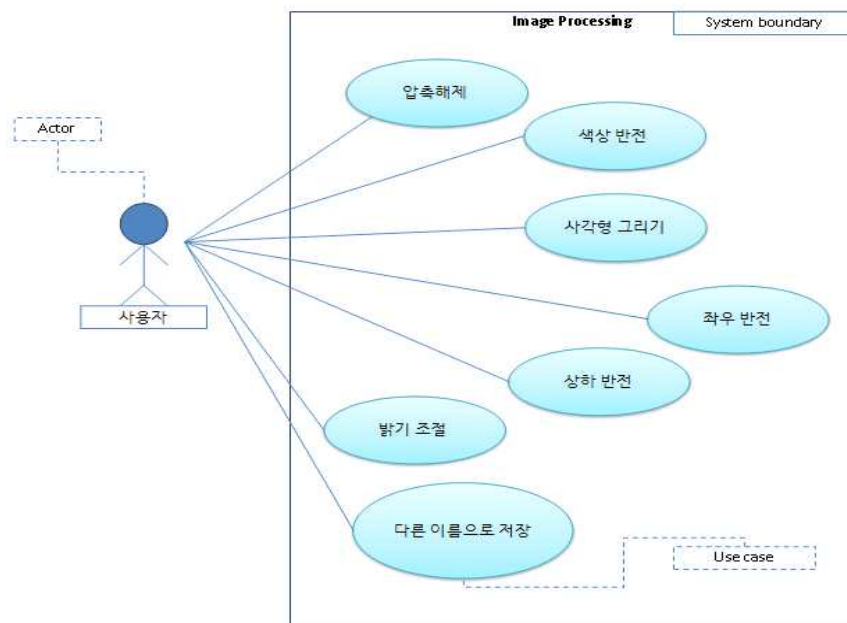 Image Processing
System boundary
압축해제
Actor
색상 반전
사각형 그리기
사용자
좌우 반전
상하 반전
밝기 조절
다른 이름으로 저장
Use case